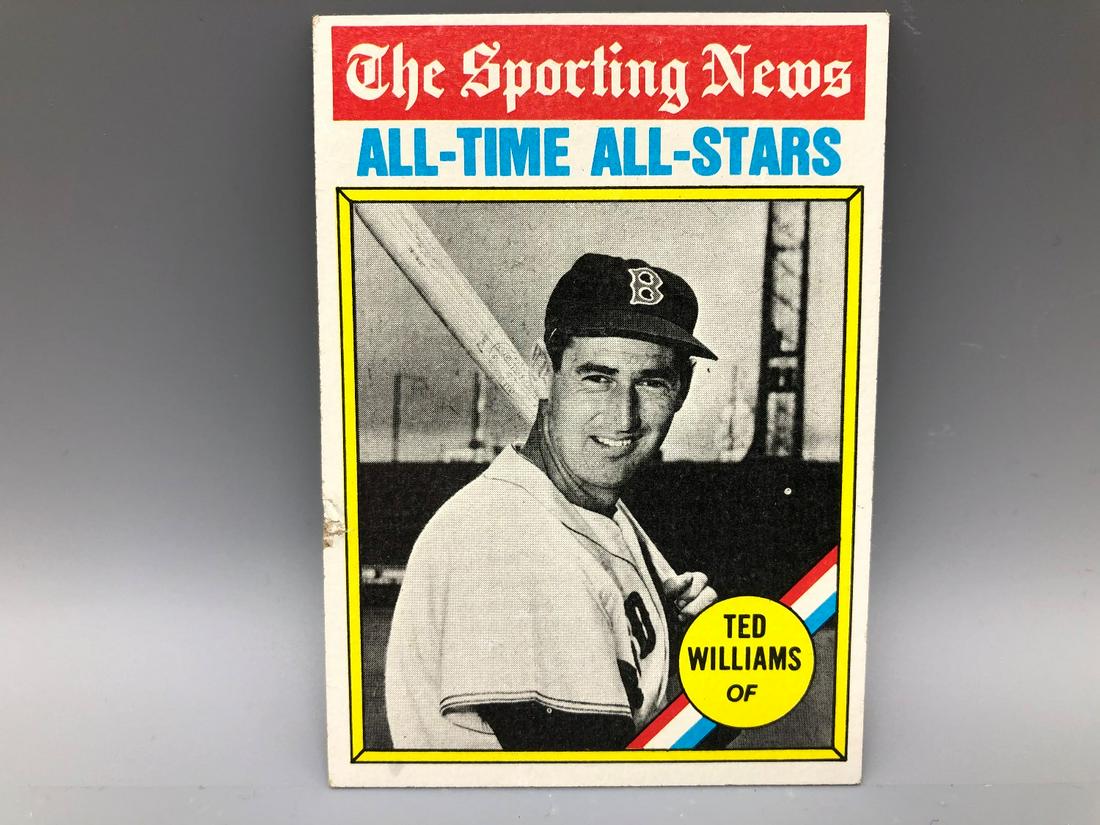 The Sporting News
ALL-TIME ALL-STARS
B
TED
WILLIAMS
OF